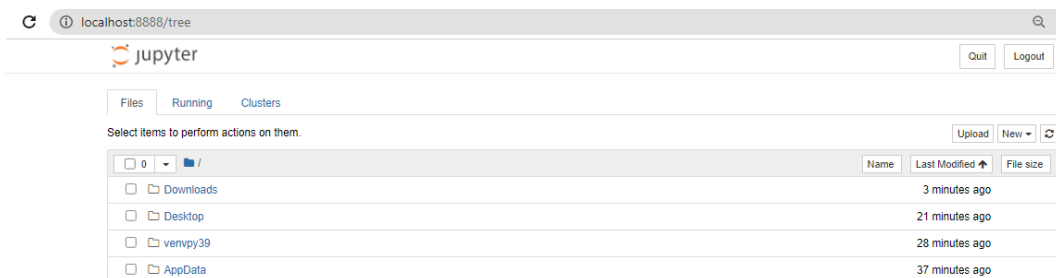 localhost:8888/tree
jupyter
Quit Logout
Files Running Clusters
Select items to perform actions on them.
Upload New
0 /
Name Last Modified File size
Downloads 3 minutes ago
Desktop 21 minutes ago
venvpy39 28 minutes ago
AppData 37 minutes ago